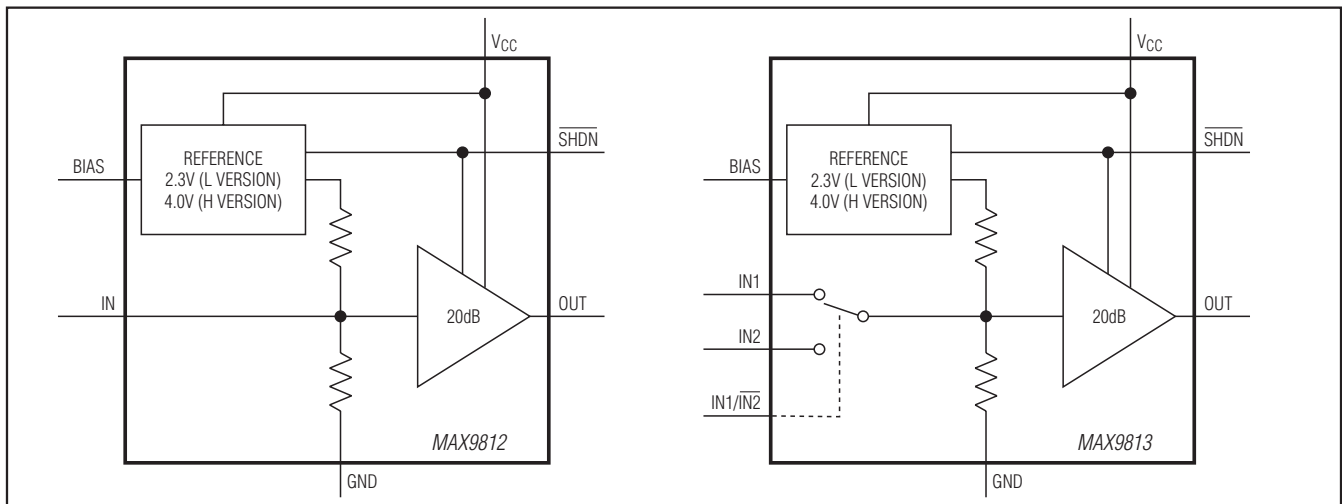 VCC
SHDN
BIAS
REFERENCE
2.3V (L VERSION)
4.0V (H VERSION)
IN
20dB
OUT
MAX9812
GND
VCC
SHDN
BIAS
REFERENCE
2.3V (L VERSION)
4.0V (H VERSION)
IN1
20dB
OUT
IN2
IN1/IN2
MAX9813
GND